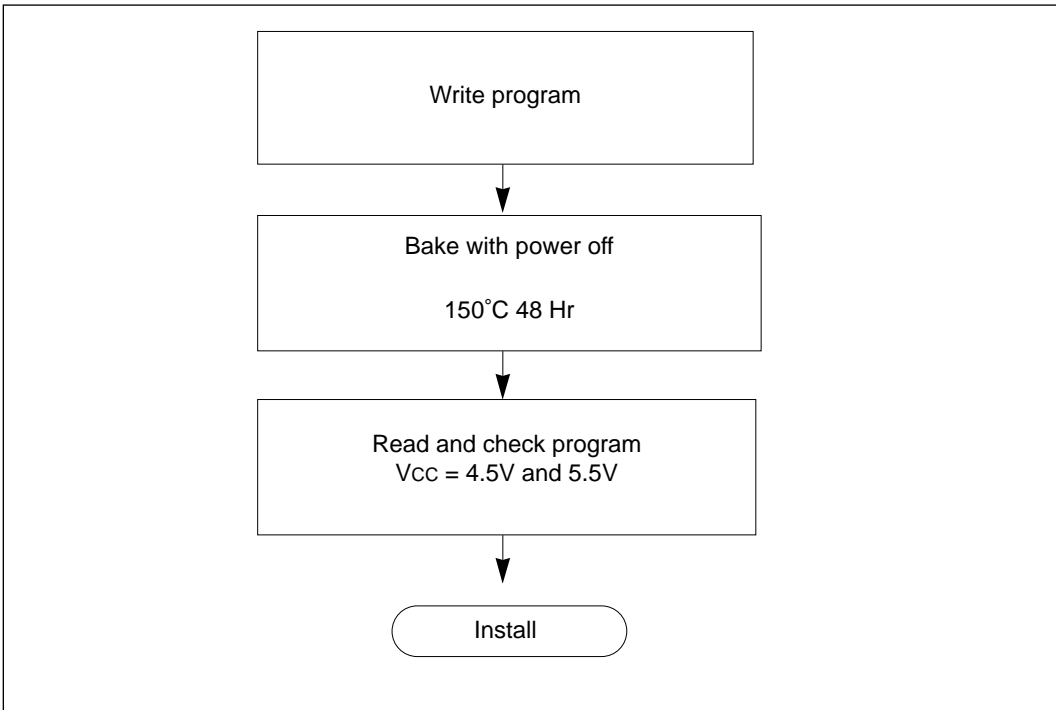 Write program
Bake with power off
150°C 48 Hr
Read and check program
VCC = 4.5V and 5.5V
Install